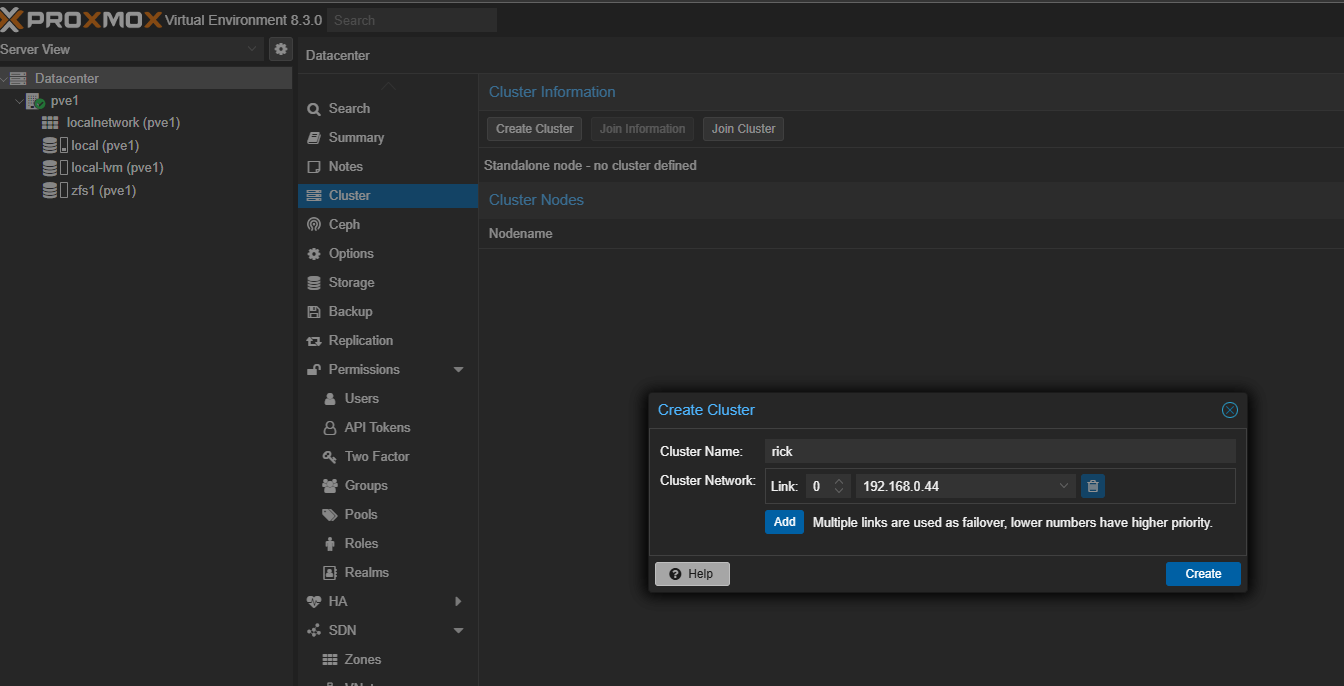 PROXMOX Virtual Environment 8.3.0 Search
Server View
Datacenter
pve1
localnetwork (pve1)
local (pve1)
local-lvm (pve1)
zfs1 (pve1)
Datacenter
Search
Summary
Notes
Cluster
Ceph
Options
Storage
Backup
Replication
Permissions
Users
API Tokens
Two Factor
Groups
Pools
Roles
Realms
HA
SDN
Zones
Cluster Information
Create Cluster Join Information Join Cluster
Standalone node - no cluster defined
Cluster Nodes
Nodename
Create Cluster
Cluster Name: rick
Cluster Network: Link: 0 192.168.0.44
Add Multiple links are used as failover, lower numbers have higher priority.
Help Create